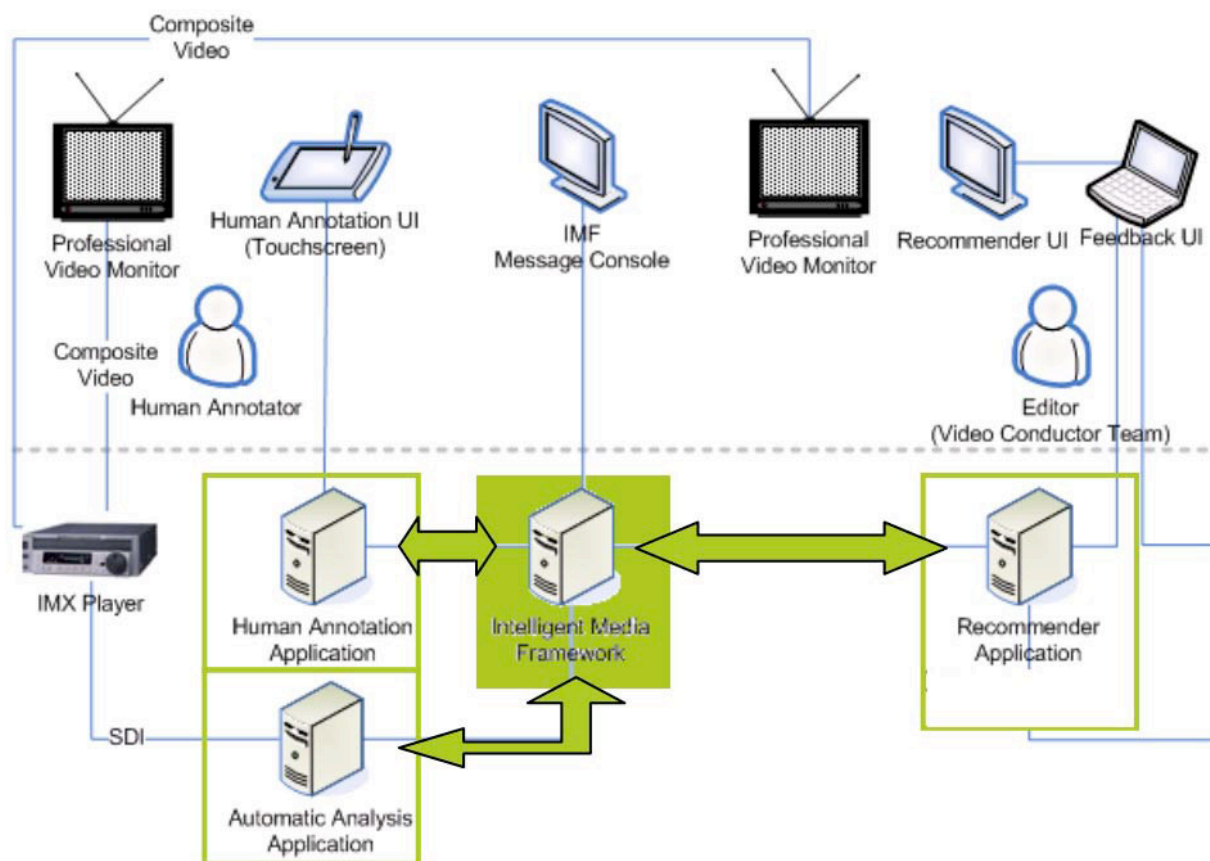 Composite
Video
Professional
Video Monitor
Human Annotation UI
(Touchscreen)
IMF
Message Console
Professional
Video Monitor
Recommender UI
Feedback UI
Composite
Video
Human Annotator
Editor
(Video Conductor Team)
IMX Player
Human Annotation
Application
Intelligent Media
Framework
Recommender
Application
SDI
Automatic Analysis
Application